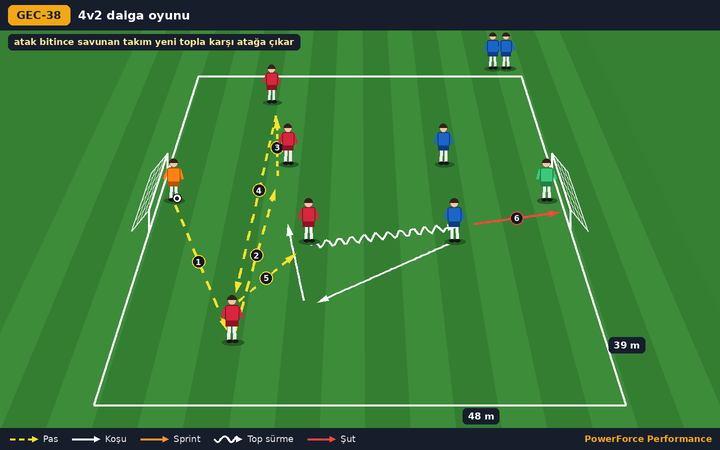 GEC-38 4v2 dalga oyunu
atak bitince savunan takım yeni topla karşı atağa çıkar
3
4
6
2
1
5
39 m
48 m
Pas Koşu Sprint Top sürme Şut PowerForce Performance